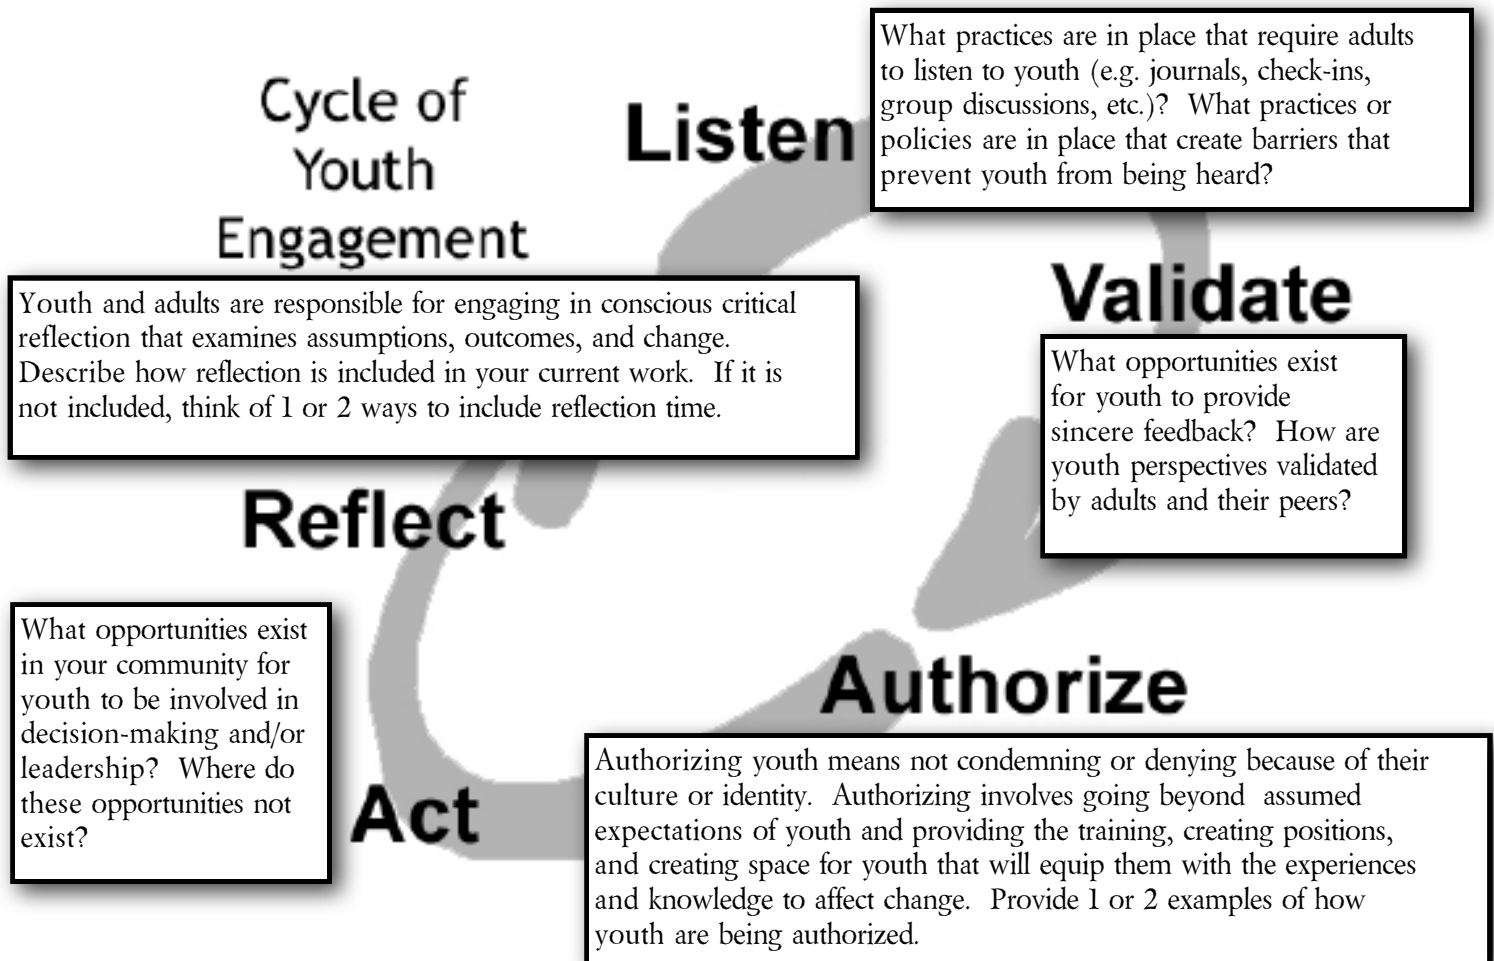 Cycle of
Youth
Engagement
Listen
What practices are in place that require adults
to listen to youth (e.g. journals, check-ins,
group discussions, etc.)? What practices or
policies are in place that create barriers that
prevent youth from being heard?
Validate
What opportunities exist
for youth to provide
sincere feedback? How are
youth perspectives validated
by adults and their peers?
Authorize
Authorizing youth means not condemning or denying because of their
culture or identity. Authorizing involves going beyond assumed
expectations of youth and providing the training, creating positions,
and creating space for youth that will equip them with the experiences
and knowledge to affect change. Provide 1 or 2 examples of how
youth are being authorized.
Act
What opportunities exist
in your community for
youth to be involved in
decision-making and/or
leadership? Where do
these opportunities not
exist?
Reflect
Youth and adults are responsible for engaging in conscious critical
reflection that examines assumptions, outcomes, and change.
Describe how reflection is included in your current work. If it is
not included, think of 1 or 2 ways to include reflection time.